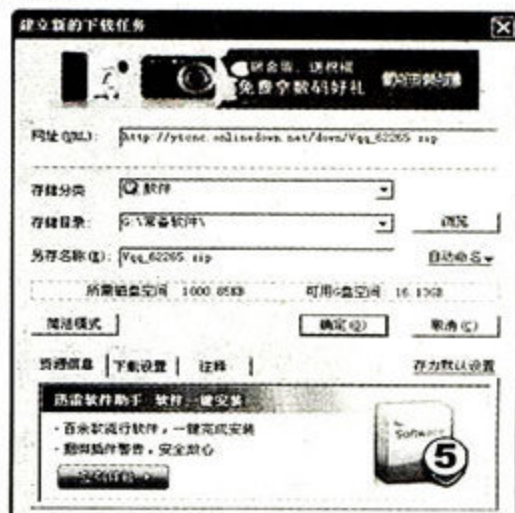 建立新的下载任务
免费拿数码好礼
网址(URL): http://ytcnc.onlinedown.net/down/Vqq_62265.zip
存储分类 软件
存储目录: G:\常备软件\ 浏览
另存名称(E): Vqq_62265.zip 自动命名
所需磁盘空间 1000.85KB 可用G盘空间 16.13GB
简洁模式 确定(O) 取消(C)
资源信息 下载设置 注释 存为默认设置
迅雷软件助手 软件一键安装
·百余款流行软件，一键完成安装
· 插件警告，安全放心
Software
5